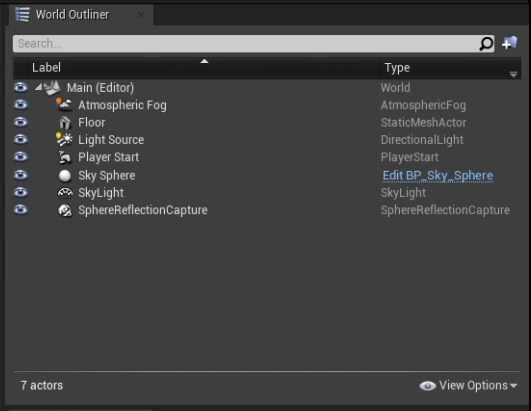 World Outliner
Search...
Label Type
Main (Editor) World
Atmospheric Fog AtmosphericFog
Floor StaticMeshActor
Light Source DirectionalLight
Player Start PlayerStart
Sky Sphere Edit BP_Sky_Sphere
SkyLight SkyLight
SphereReflectionCapture SphereReflectionCapture
7 actors View Options